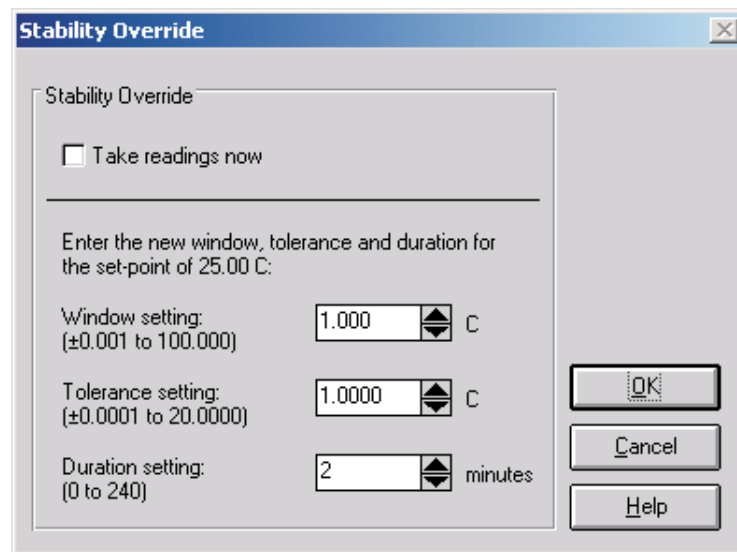 Stability Override
Stability Override
Take readings now
Enter the new window, tolerance and duration for
the set-point of 25.00 C:
Window setting:
(±0.001 to 100.000)
1.000
C
Tolerance setting:
(±0.0001 to 20.0000)
1.0000
C
Duration setting:
(0 to 240)
2
minutes
OK
Cancel
Help